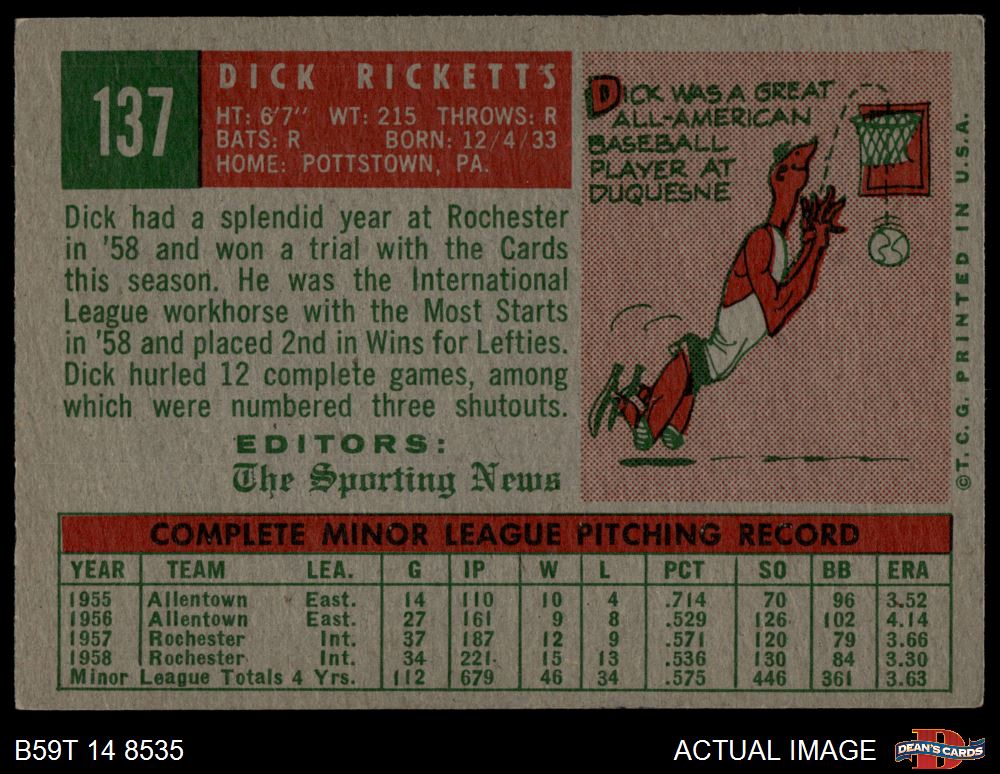 137
DICK RICKETTS
HT: 6'7" WT: 215 THROWS: R
BATS: R BORN: 12/4/33
HOME: POTTSTOWN, PA.
Dick had a splendid year at Rochester
in '58 and won a trial with the Cards
this season. He was the International
League workhorse with the Most Starts
in '58 and placed 2nd in Wins for Lefties.
Dick hurled 12 complete games, among
which were numbered three shutouts.
EDITORS:
The Sporting News
DICK WAS A GREAT
ALL-AMERICAN
BASEBALL
PLAYER AT
DUQUESNE
© T. C. G. PRINTED IN U.S.A.
COMPLETE MINOR LEAGUE PITCHING RECORD
YEAR TEAM LEA. G IP W L PCT SO BB ERA
1955 Allentown East. 14 110 10 4 .714 70 96 3.52
1956 Allentown East. 27 161 9 8 .529 126 102 4.14
1957 Rochester Int. 37 187 12 9 .571 120 79 3.66
1958 Rochester Int. 34 221 15 13 .536 130 84 3.30
Minor League Totals 4 Yrs. 112 679 46 34 .575 446 361 3.63
B59T 14 8535
ACTUAL IMAGE
DEAN'S CARDS